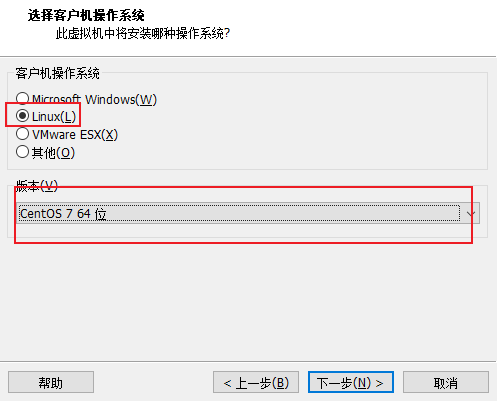 选择客户机操作系统
此虚拟机中将安装哪种操作系统?
客户机操作系统
Microsoft Windows(W)
Linux(L)
VMware ESX(X)
其他(O)
版本(V)
CentOS 7 64 位
帮助
< 上一步(B)
下一步(N) >
取消